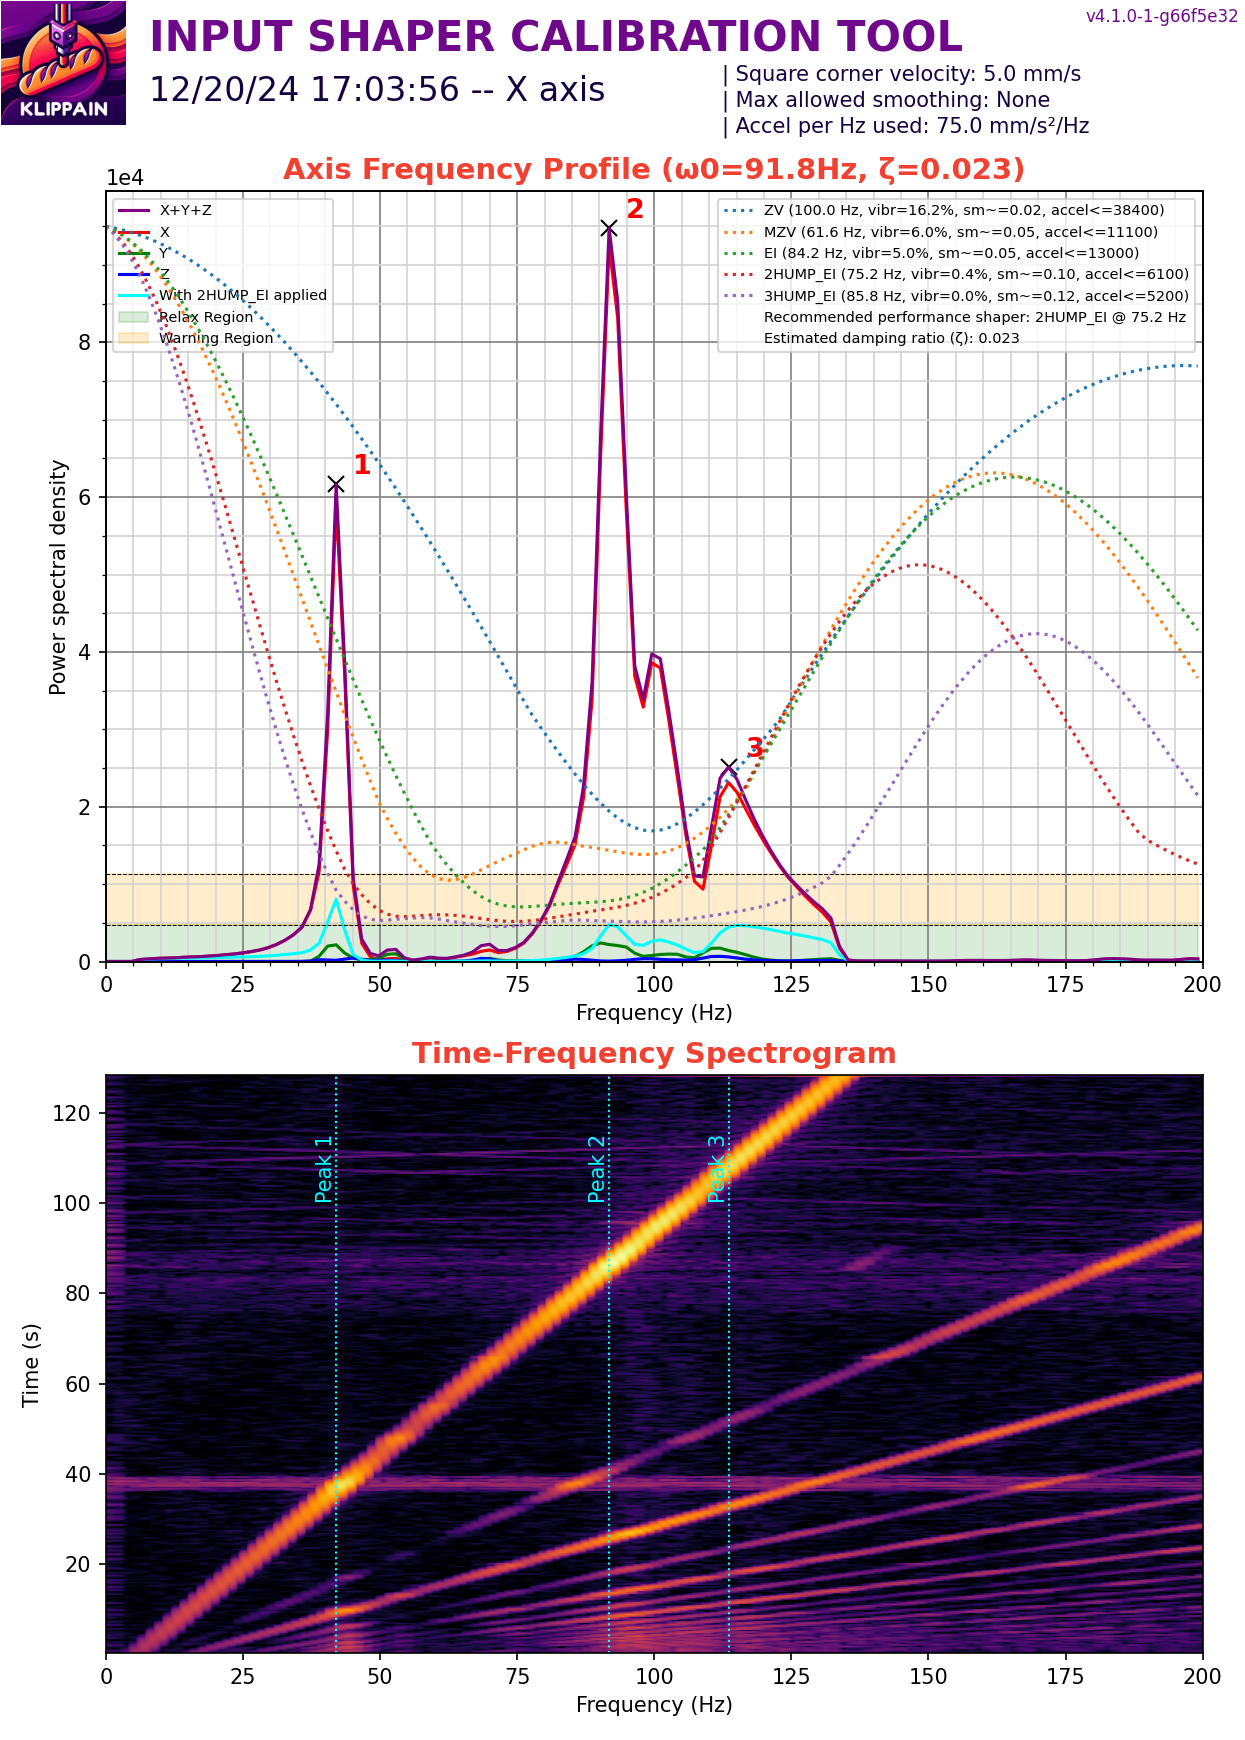 v4.1.0-1-g66f5e32
INPUT SHAPER CALIBRATION TOOL
12/20/24 17:03:56 -- X axis
| Square corner velocity: 5.0 mm/s
| Max allowed smoothing: None
| Accel per Hz used: 75.0 mm/s²/Hz
KLIPPAIN
Axis Frequency Profile (ω0=91.8Hz, ζ=0.023)
1e4
X+Y+Z
X
Y
Z
With 2HUMP_EI applied
Relax Region
Warning Region
ZV (100.0 Hz, vibr=16.2%, sm~=0.02, accel<=38400)
MZV (61.6 Hz, vibr=6.0%, sm~=0.05, accel<=11100)
EI (84.2 Hz, vibr=5.0%, sm~=0.05, accel<=13000)
2HUMP_EI (75.2 Hz, vibr=0.4%, sm~=0.10, accel<=6100)
3HUMP_EI (85.8 Hz, vibr=0.0%, sm~=0.12, accel<=5200)
Recommended performance shaper: 2HUMP_EI @ 75.2 Hz
Estimated damping ratio (ζ): 0.023
1
2
3
Power spectral density
8
6
4
2
0
0 25 50 75 100 125 150 175 200
Frequency (Hz)
Time-Frequency Spectrogram
Peak 1
Peak 2
Peak 3
Time (s)
120
100
80
60
40
20
0 25 50 75 100 125 150 175 200
Frequency (Hz)